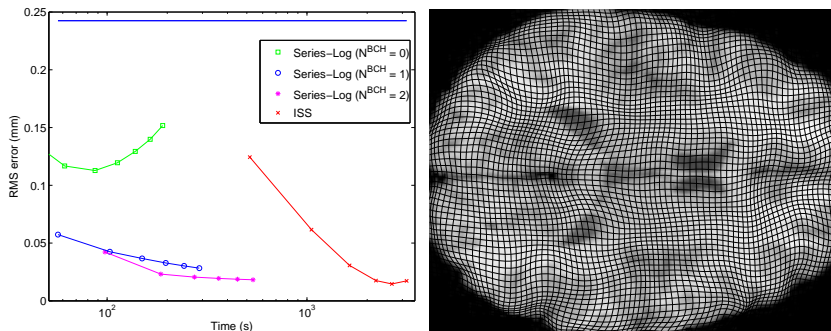 0.25
0.2
0.15
0.1
0.05
0
RMS error (mm)
10^2
10^3
Time (s)
Series−Log (N^BCH = 0)
Series−Log (N^BCH = 1)
Series−Log (N^BCH = 2)
ISS